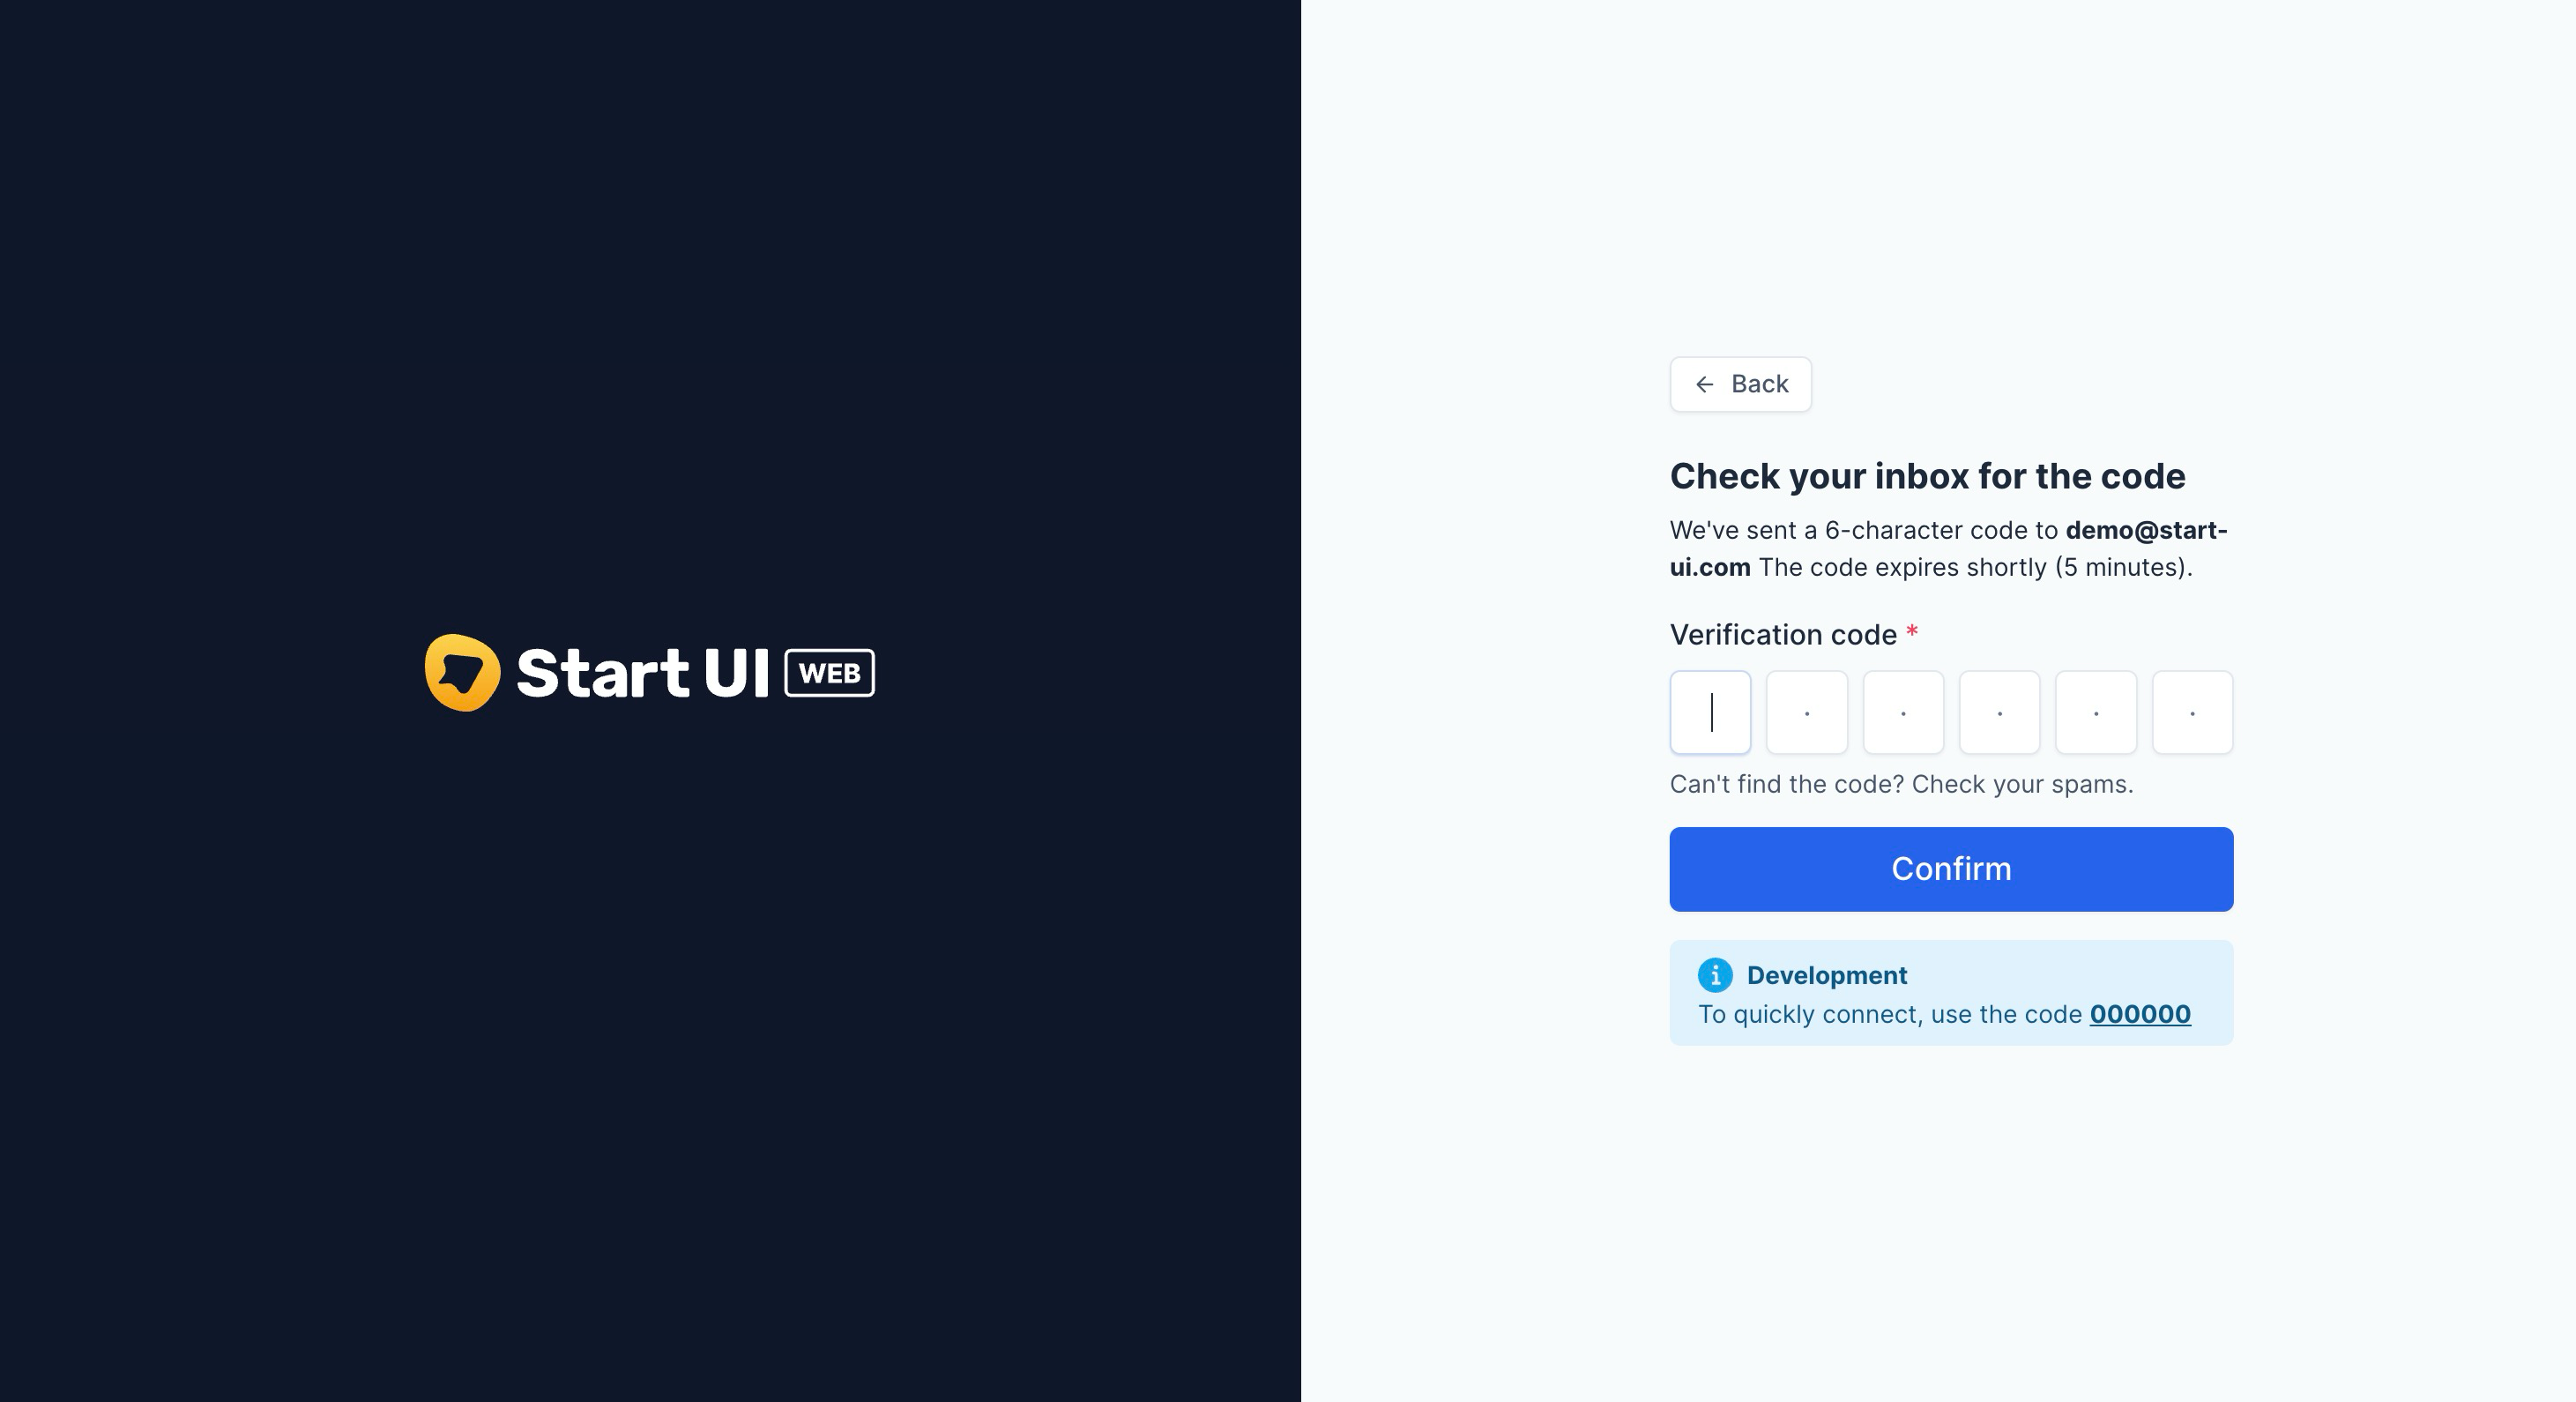 Start UI WEB
← Back
Check your inbox for the code
We've sent a 6-character code to demo@start-
ui.com The code expires shortly (5 minutes).
Verification code *
Can't find the code? Check your spams.
Confirm
Development
To quickly connect, use the code 000000